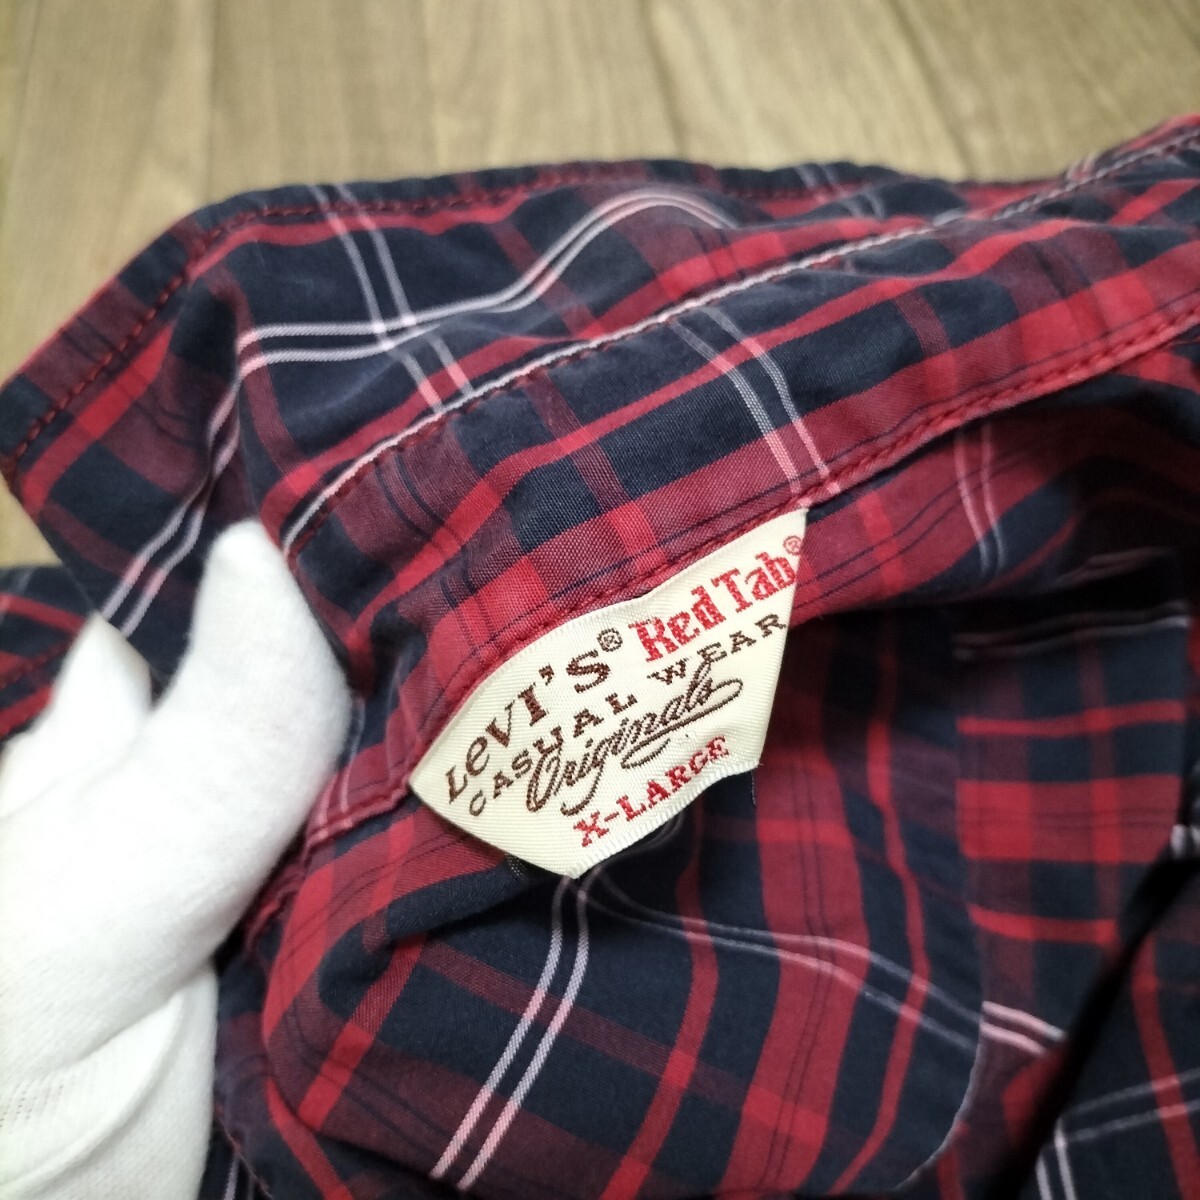 LeVI'S® Red Tab®
CASUAL WEAR
Originals
X-LARGE